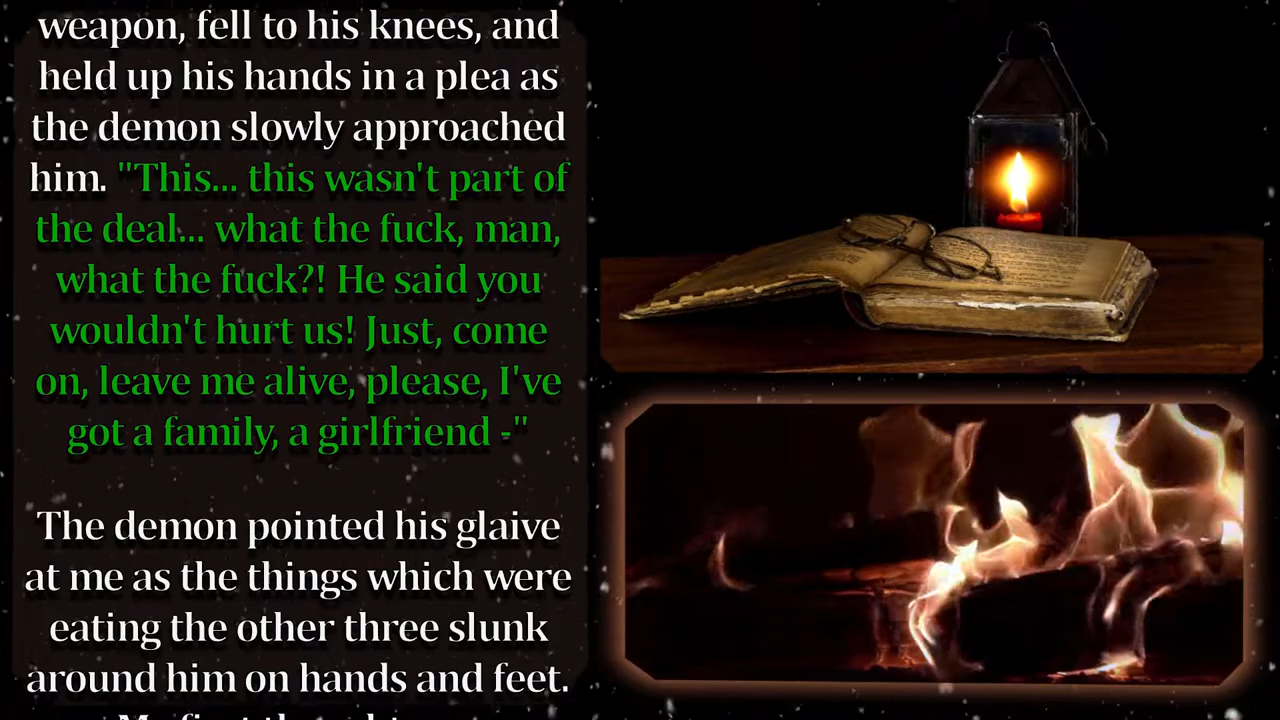 weapon, fell to his knees, and
held up his hands in a plea as
the demon slowly approached
him. "This... this wasn't part of
the deal... what the fuck, man,
what the fuck?! He said you
wouldn't hurt us! Just, come
on, leave me alive, please, I've
got a family, a girlfriend -"
The demon pointed his glaive
at me as the things which were
eating the other three slunk
around him on hands and feet.
My first thought